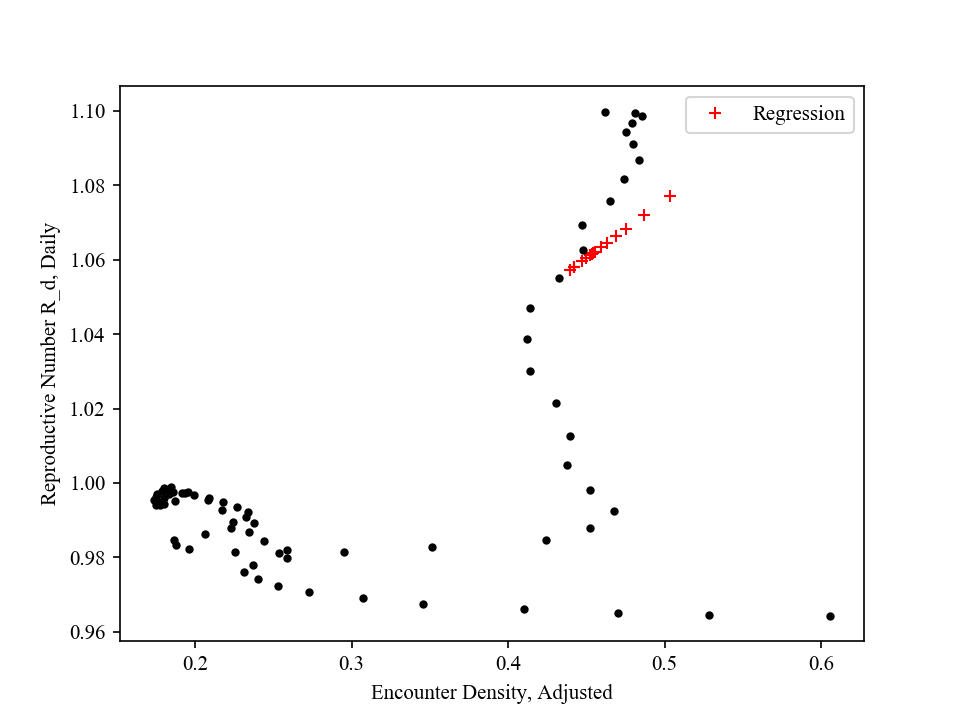 Regression
1.10
1.08
1.06
1.04
1.02
1.00
0.98
0.96
Reproductive Number R_d, Daily
0.2 0.3 0.4 0.5 0.6
Encounter Density, Adjusted